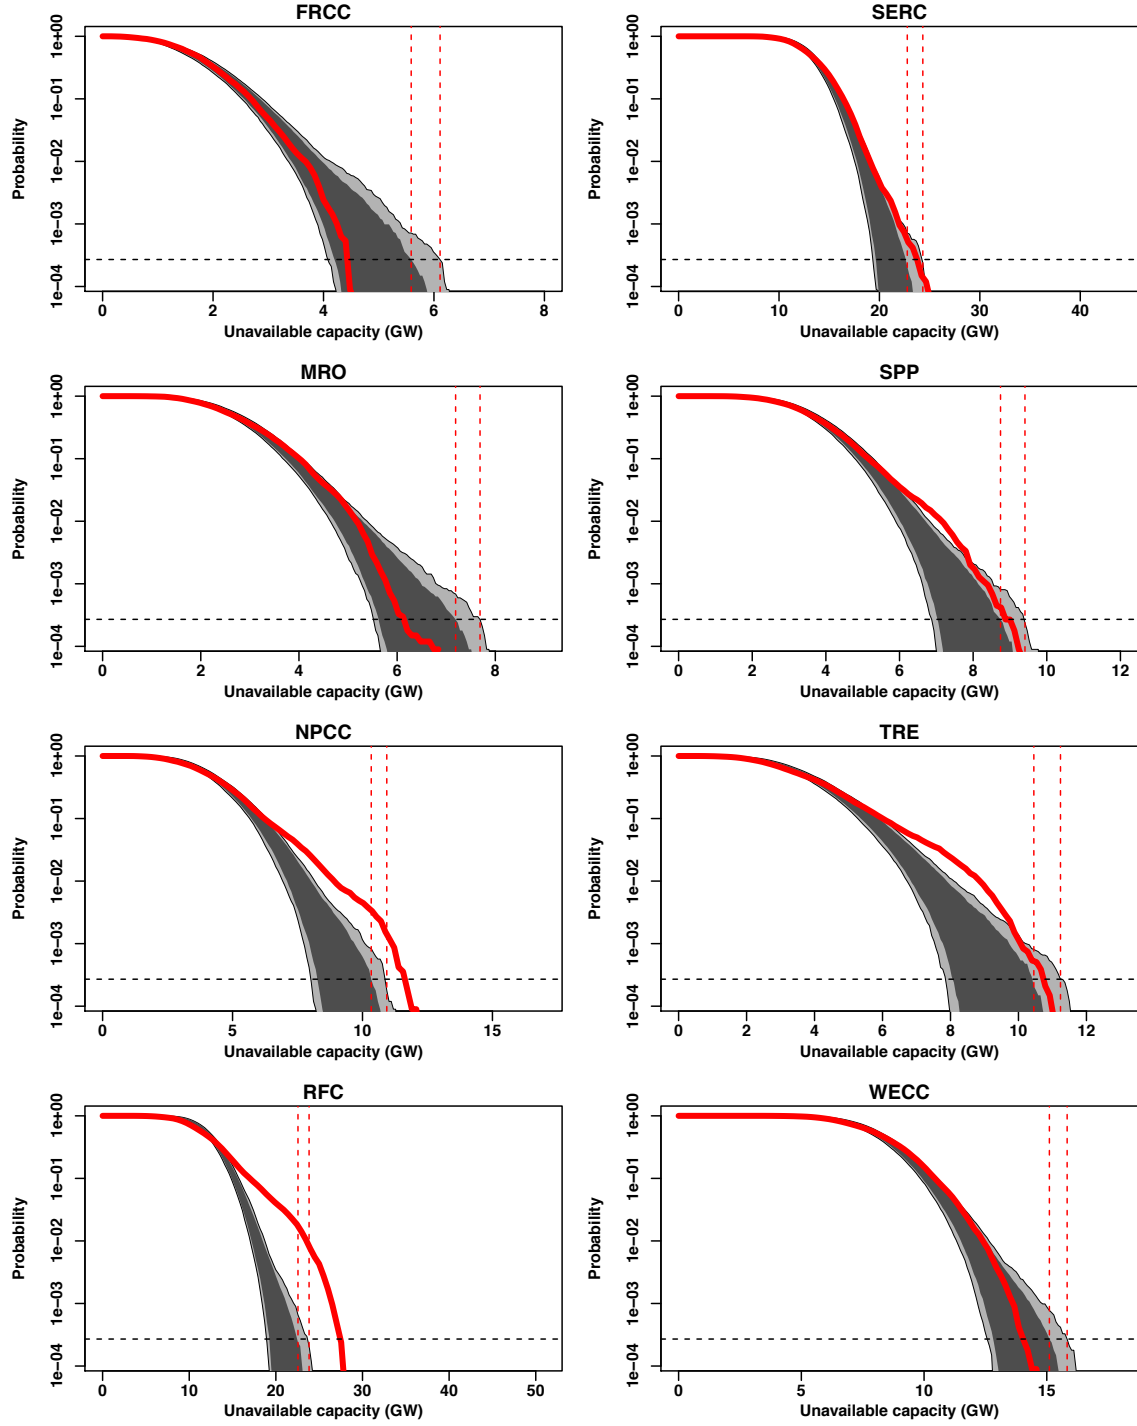 FRCC
Probability
1e+00
1e−01
1e−02
1e−03
1e−04
0 2 4 6 8
Unavailable capacity (GW)
SERC
Probability
1e+00
1e−01
1e−02
1e−03
1e−04
0 10 20 30 40
Unavailable capacity (GW)
MRO
Probability
1e+00
1e−01
1e−02
1e−03
1e−04
0 2 4 6 8
Unavailable capacity (GW)
SPP
Probability
1e+00
1e−01
1e−02
1e−03
1e−04
0 2 4 6 8 10 12
Unavailable capacity (GW)
NPCC
Probability
1e+00
1e−01
1e−02
1e−03
1e−04
0 5 10 15
Unavailable capacity (GW)
TRE
Probability
1e+00
1e−01
1e−02
1e−03
1e−04
0 2 4 6 8 10 12
Unavailable capacity (GW)
RFC
Probability
1e+00
1e−01
1e−02
1e−03
1e−04
0 10 20 30 40 50
Unavailable capacity (GW)
WECC
Probability
1e+00
1e−01
1e−02
1e−03
1e−04
0 5 10 15
Unavailable capacity (GW)